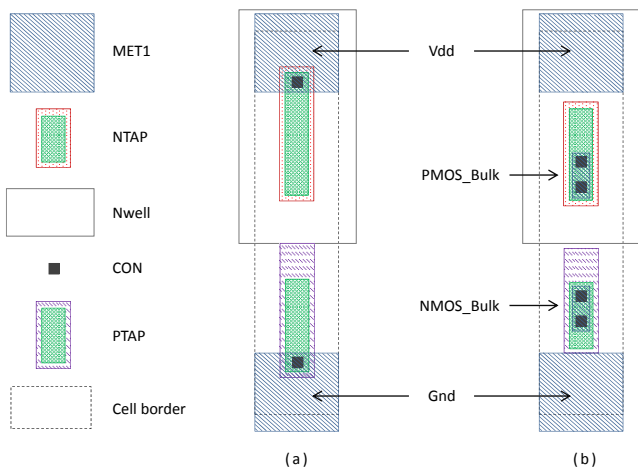 MET1
NTAP
Nwell
CON
PTAP
Cell border
Vdd
PMOS_Bulk
NMOS_Bulk
Gnd
(a)
(b)